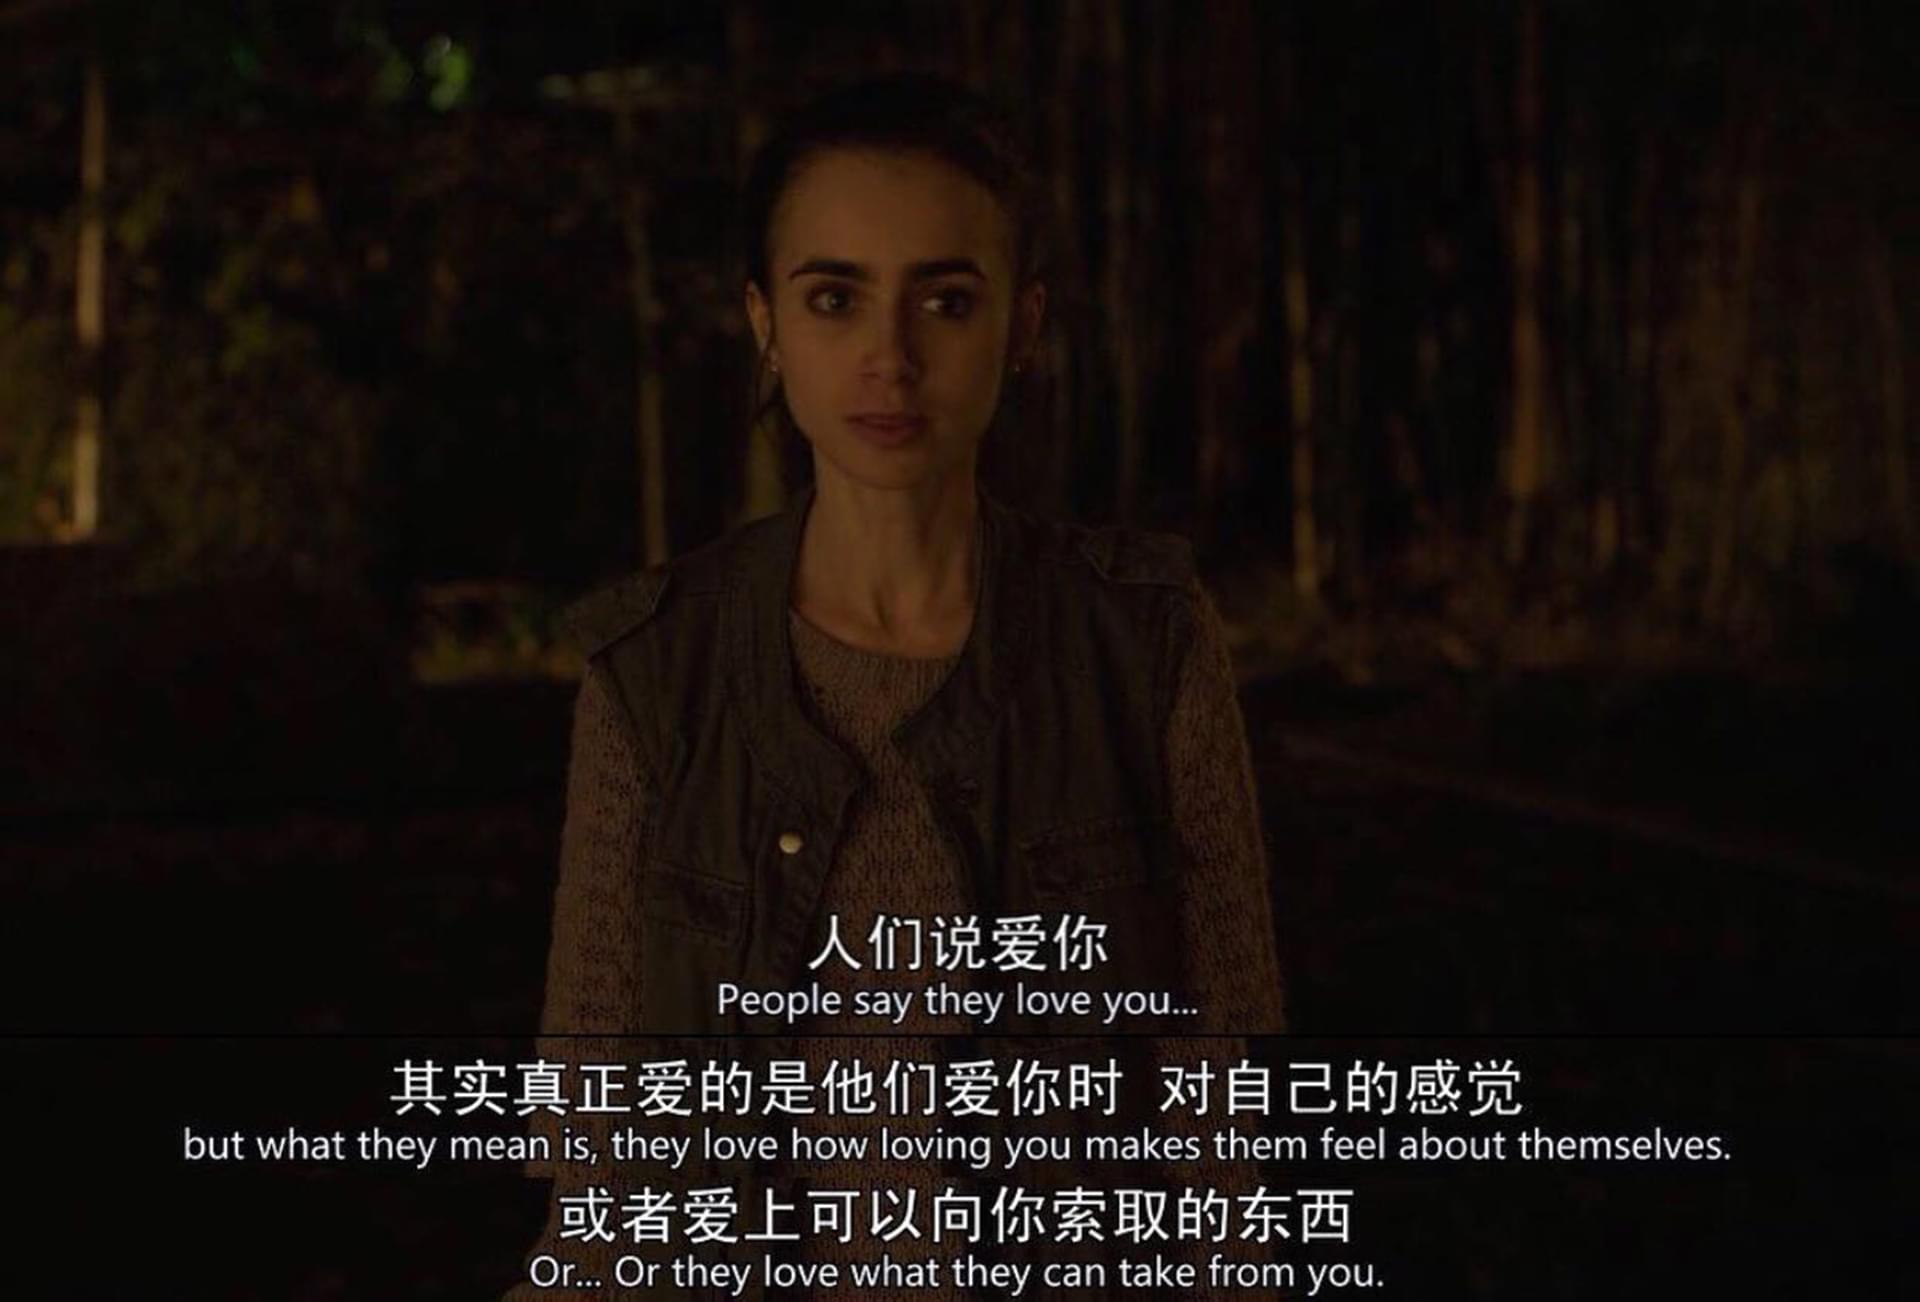 人们说爱你
People say they love you...
其实真正爱的是他们爱你时 对自己的感觉
but what they mean is, they love how loving you makes them feel about themselves.
或者爱上可以向你索取的东西
Or... Or they love what they can take from you.